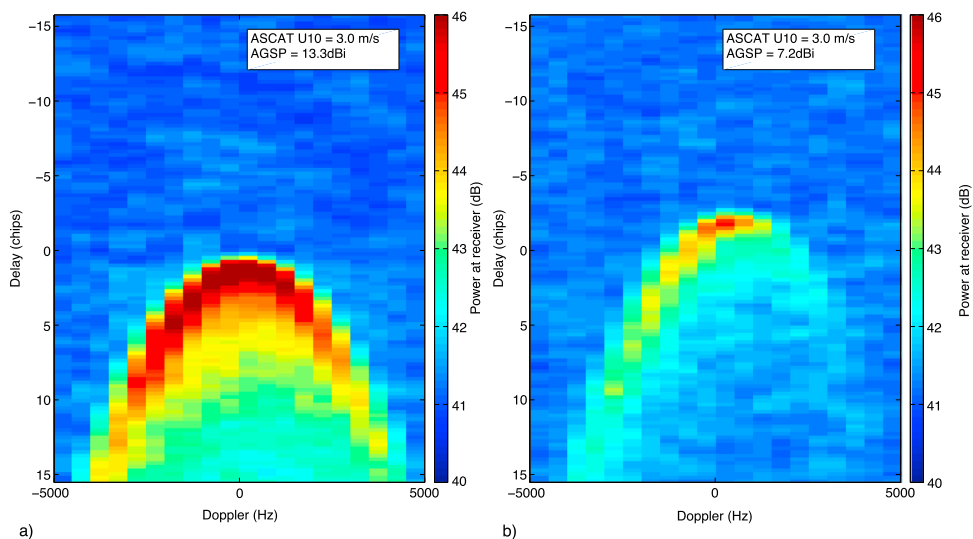 ASCAT U10 = 3.0 m/s
AGSP = 13.3dBi
−15
−10
−5
0
5
10
15
Delay (chips)
−5000
0
5000
Doppler (Hz)
46
45
44
43
42
41
40
Power at receiver (dB)
a)
ASCAT U10 = 3.0 m/s
AGSP = 7.2dBi
−15
−10
−5
0
5
10
15
Delay (chips)
−5000
0
5000
Doppler (Hz)
46
45
44
43
42
41
40
Power at receiver (dB)
b)